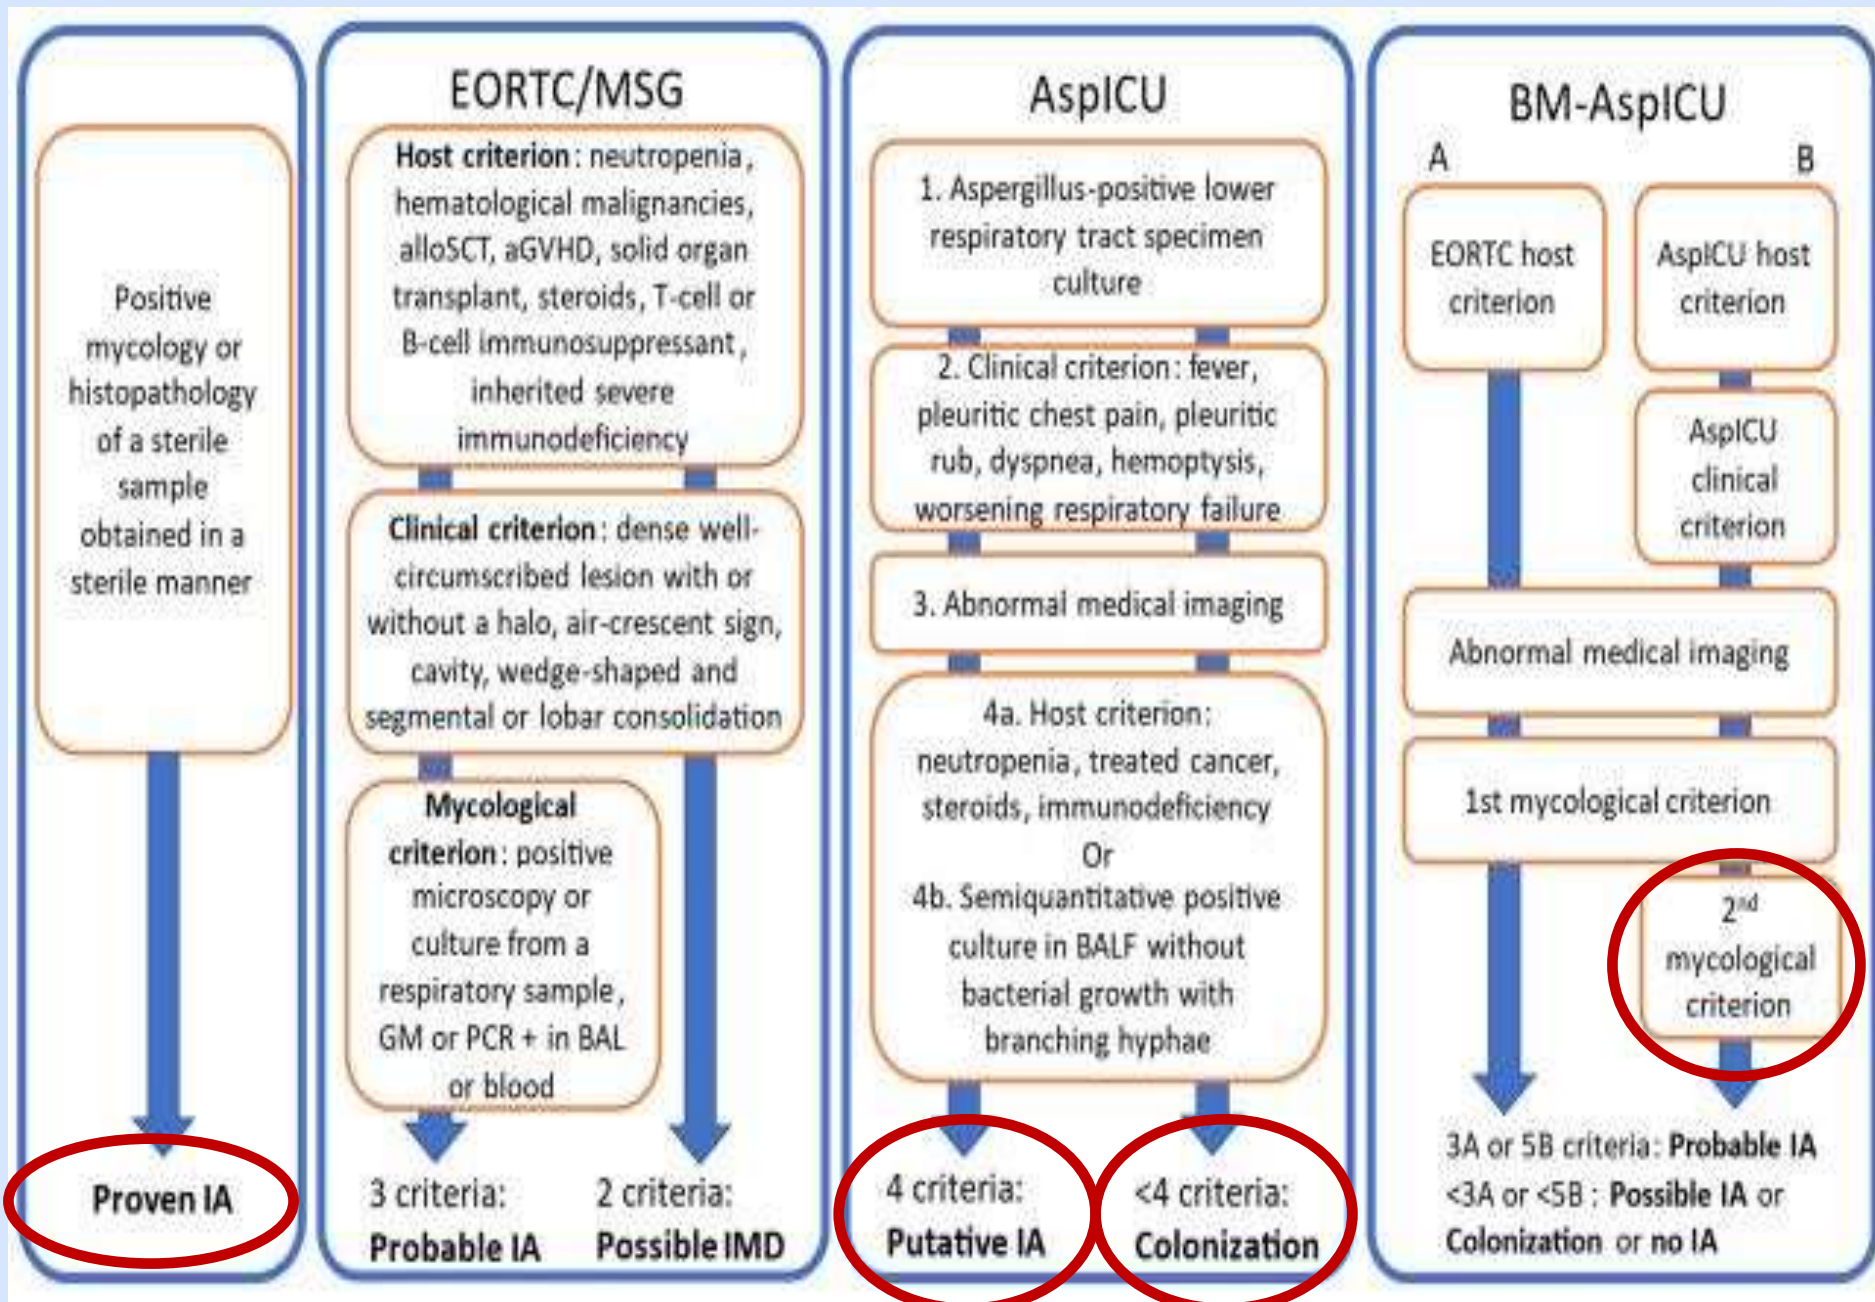 Positive
mycology or
histopathology
of a sterile
sample
obtained in a
sterile manner
Proven IA
EORTC/MSG
Host criterion: neutropenia,
hematological malignancies,
alloSCT, aGVHD, solid organ
transplant, steroids, T-cell or
B-cell immunosuppressant,
inherited severe
immunodeficiency
Clinical criterion: dense well-
circumscribed lesion with or
without a halo, air-crescent sign,
cavity, wedge-shaped and
segmental or lobar consolidation
Mycological
criterion: positive
microscopy or
culture from a
respiratory sample,
GM or PCR + in BAL
or blood
3 criteria:
Probable IA
2 criteria:
Possible IMD
AspICU
1. Aspergillus-positive lower
respiratory tract specimen
culture
2. Clinical criterion: fever,
pleuritic chest pain, pleuritic
rub, dyspnea, hemoptysis,
worsening respiratory failure
3. Abnormal medical imaging
4a. Host criterion:
neutropenia, treated cancer,
steroids, immunodeficiency
Or
4b. Semiquantitative positive
culture in BALF without
bacterial growth with
branching hyphae
4 criteria:
Putative IA
<4 criteria:
Colonization
BM-AspICU
A
B
EORTC host
criterion
AspICU host
criterion
AspICU
clinical
criterion
Abnormal medical imaging
1st mycological criterion
2nd
mycological
criterion
3A or 5B criteria: Probable IA
<3A or <5B : Possible IA or
Colonization or no IA